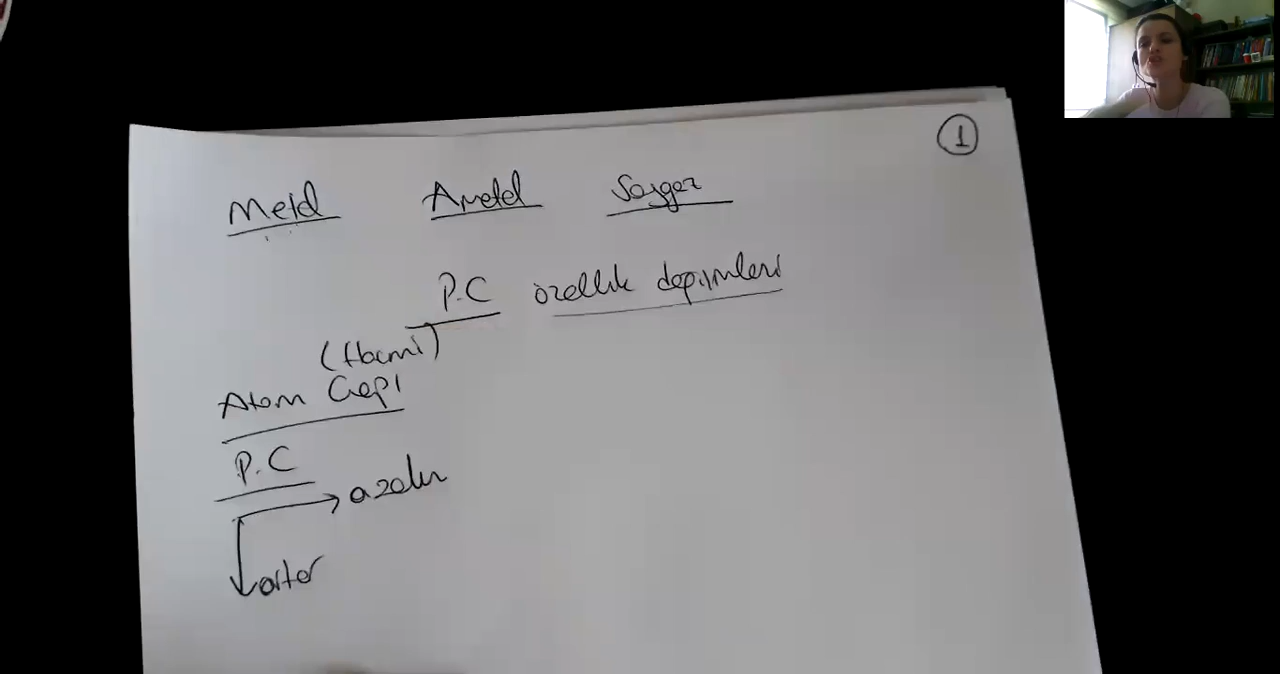 1
Metal Ametal Soygaz
P.C özellik değişimleri
(Hacmi)
Atom Çapı
P.C
azalır
artar